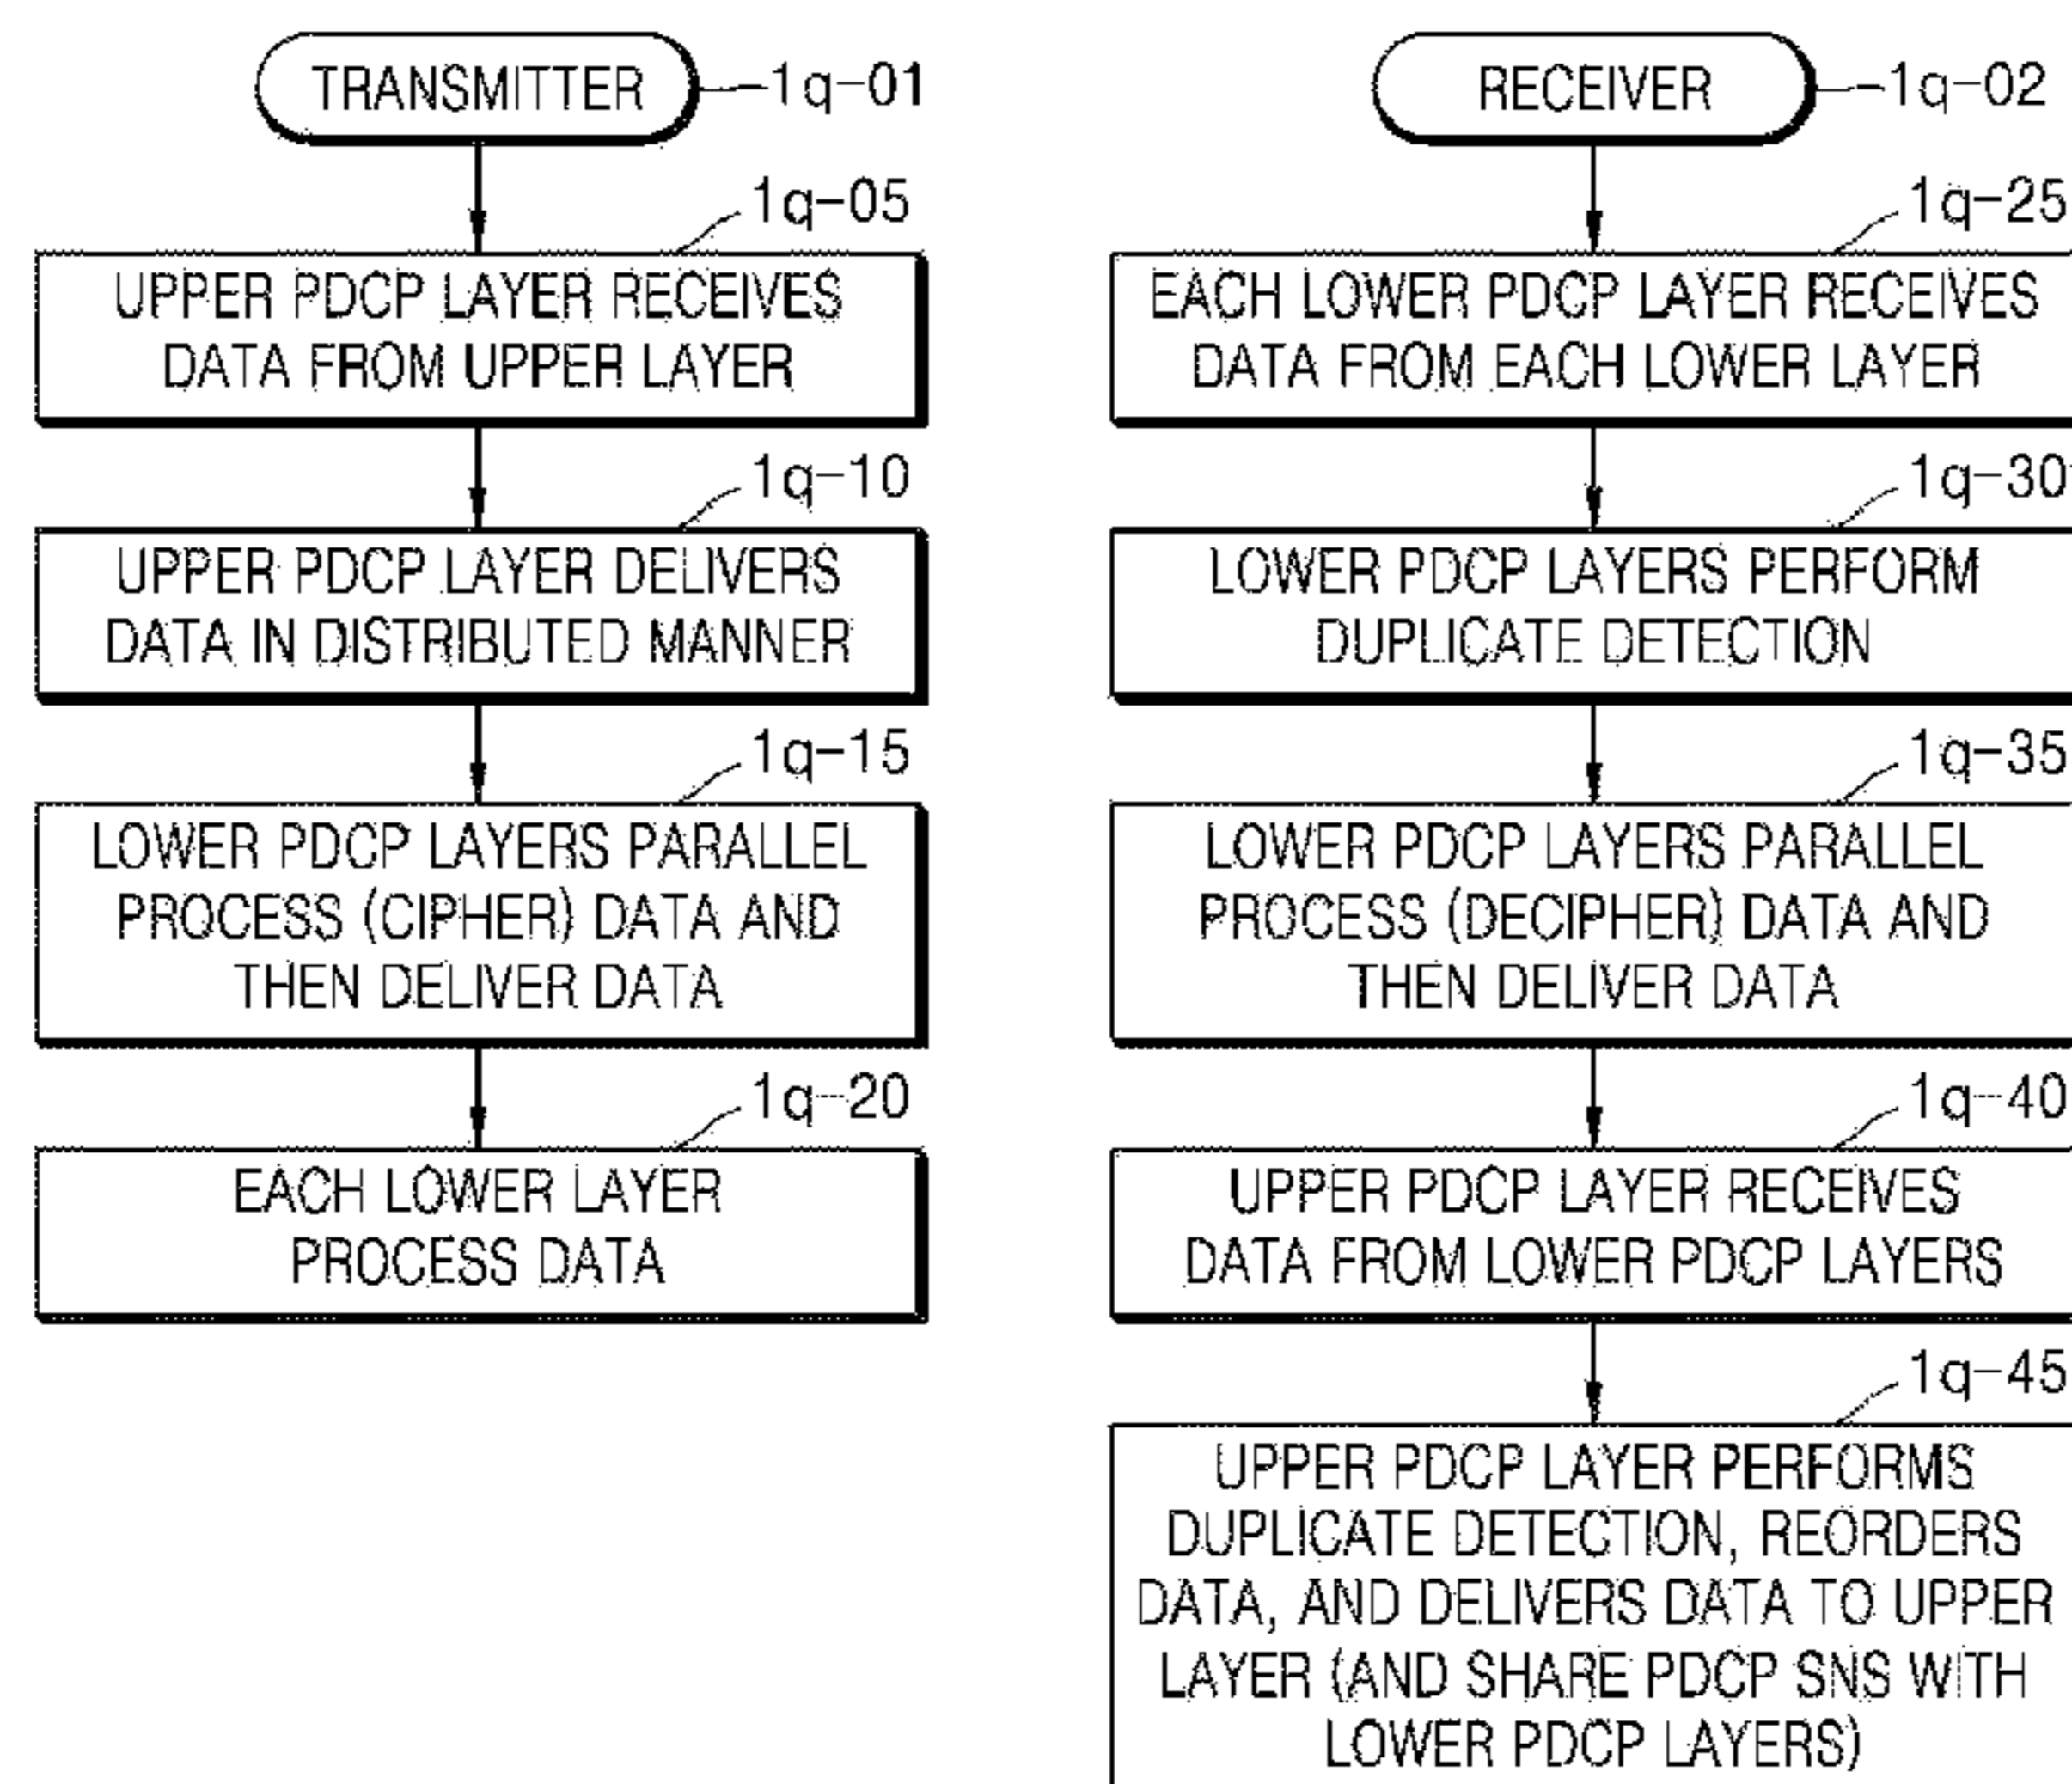 TRANSMITTER
1q-01
1q-05
UPPER PDCP LAYER RECEIVES
DATA FROM UPPER LAYER
1q-10
UPPER PDCP LAYER DELIVERS
DATA IN DISTRIBUTED MANNER
1q-15
LOWER PDCP LAYERS PARALLEL
PROCESS (CIPHER) DATA AND
THEN DELIVER DATA
1q-20
EACH LOWER LAYER
PROCESS DATA
RECEIVER
1q-02
1q-25
EACH LOWER PDCP LAYER RECEIVES
DATA FROM EACH LOWER LAYER
1q-30
LOWER PDCP LAYERS PERFORM
DUPLICATE DETECTION
1q-35
LOWER PDCP LAYERS PARALLEL
PROCESS (DECIPHER) DATA AND
THEN DELIVER DATA
1q-40
UPPER PDCP LAYER RECEIVES
DATA FROM LOWER PDCP LAYERS
1q-45
UPPER PDCP LAYER PERFORMS
DUPLICATE DETECTION, REORDERS
DATA, AND DELIVERS DATA TO UPPER
LAYER (AND SHARE PDCP SNS WITH
LOWER PDCP LAYERS)